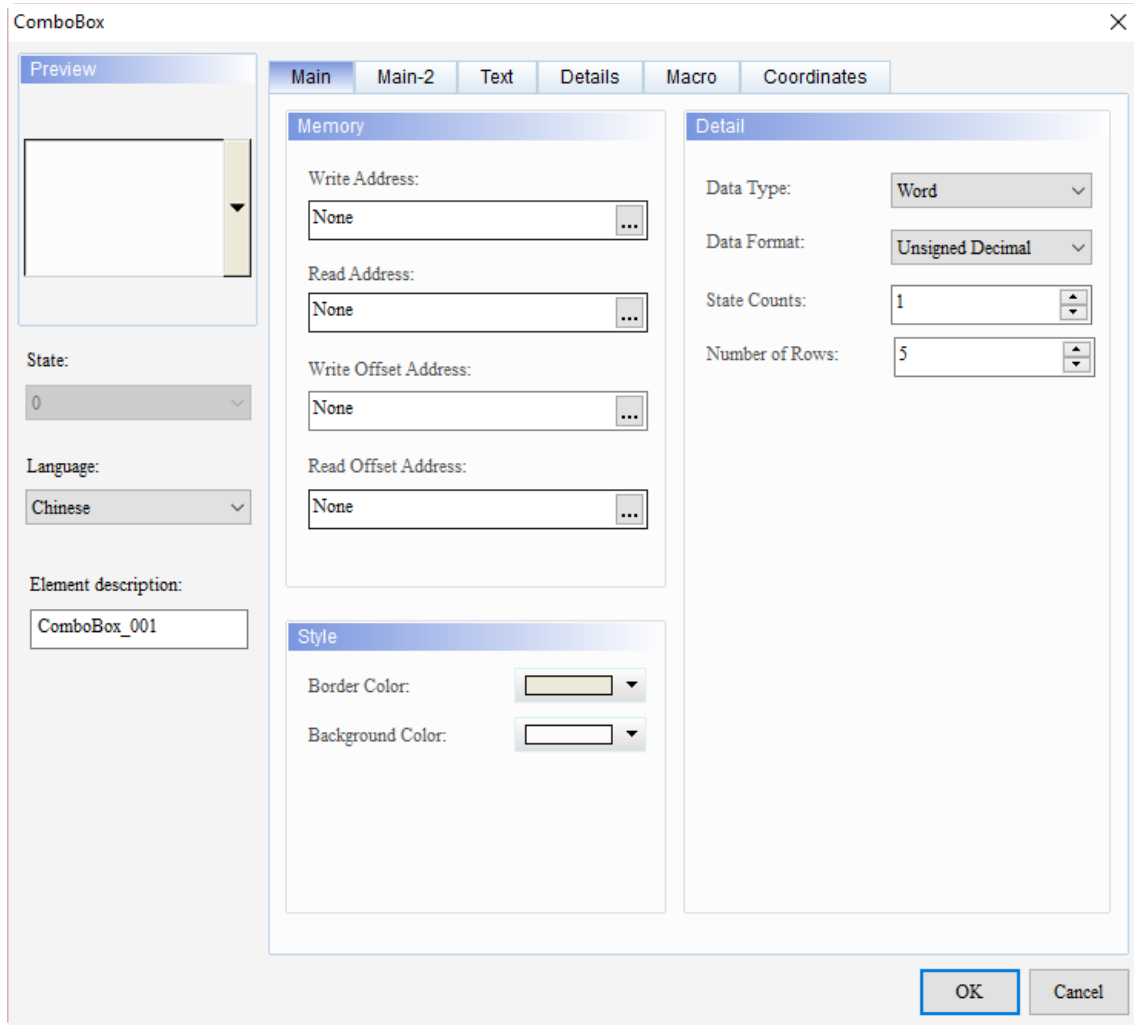 ComboBox
Preview
Main Main-2 Text Details Macro Coordinates
Memory
Write Address:
None
...
Read Address:
None
...
Write Offset Address:
None
...
Read Offset Address:
None
...
Detail
Data Type:
Word
Data Format:
Unsigned Decimal
State Counts:
1
Number of Rows:
5
State:
0
Language:
Chinese
Element description:
ComboBox_001
Style
Border Color:
Background Color:
OK Cancel